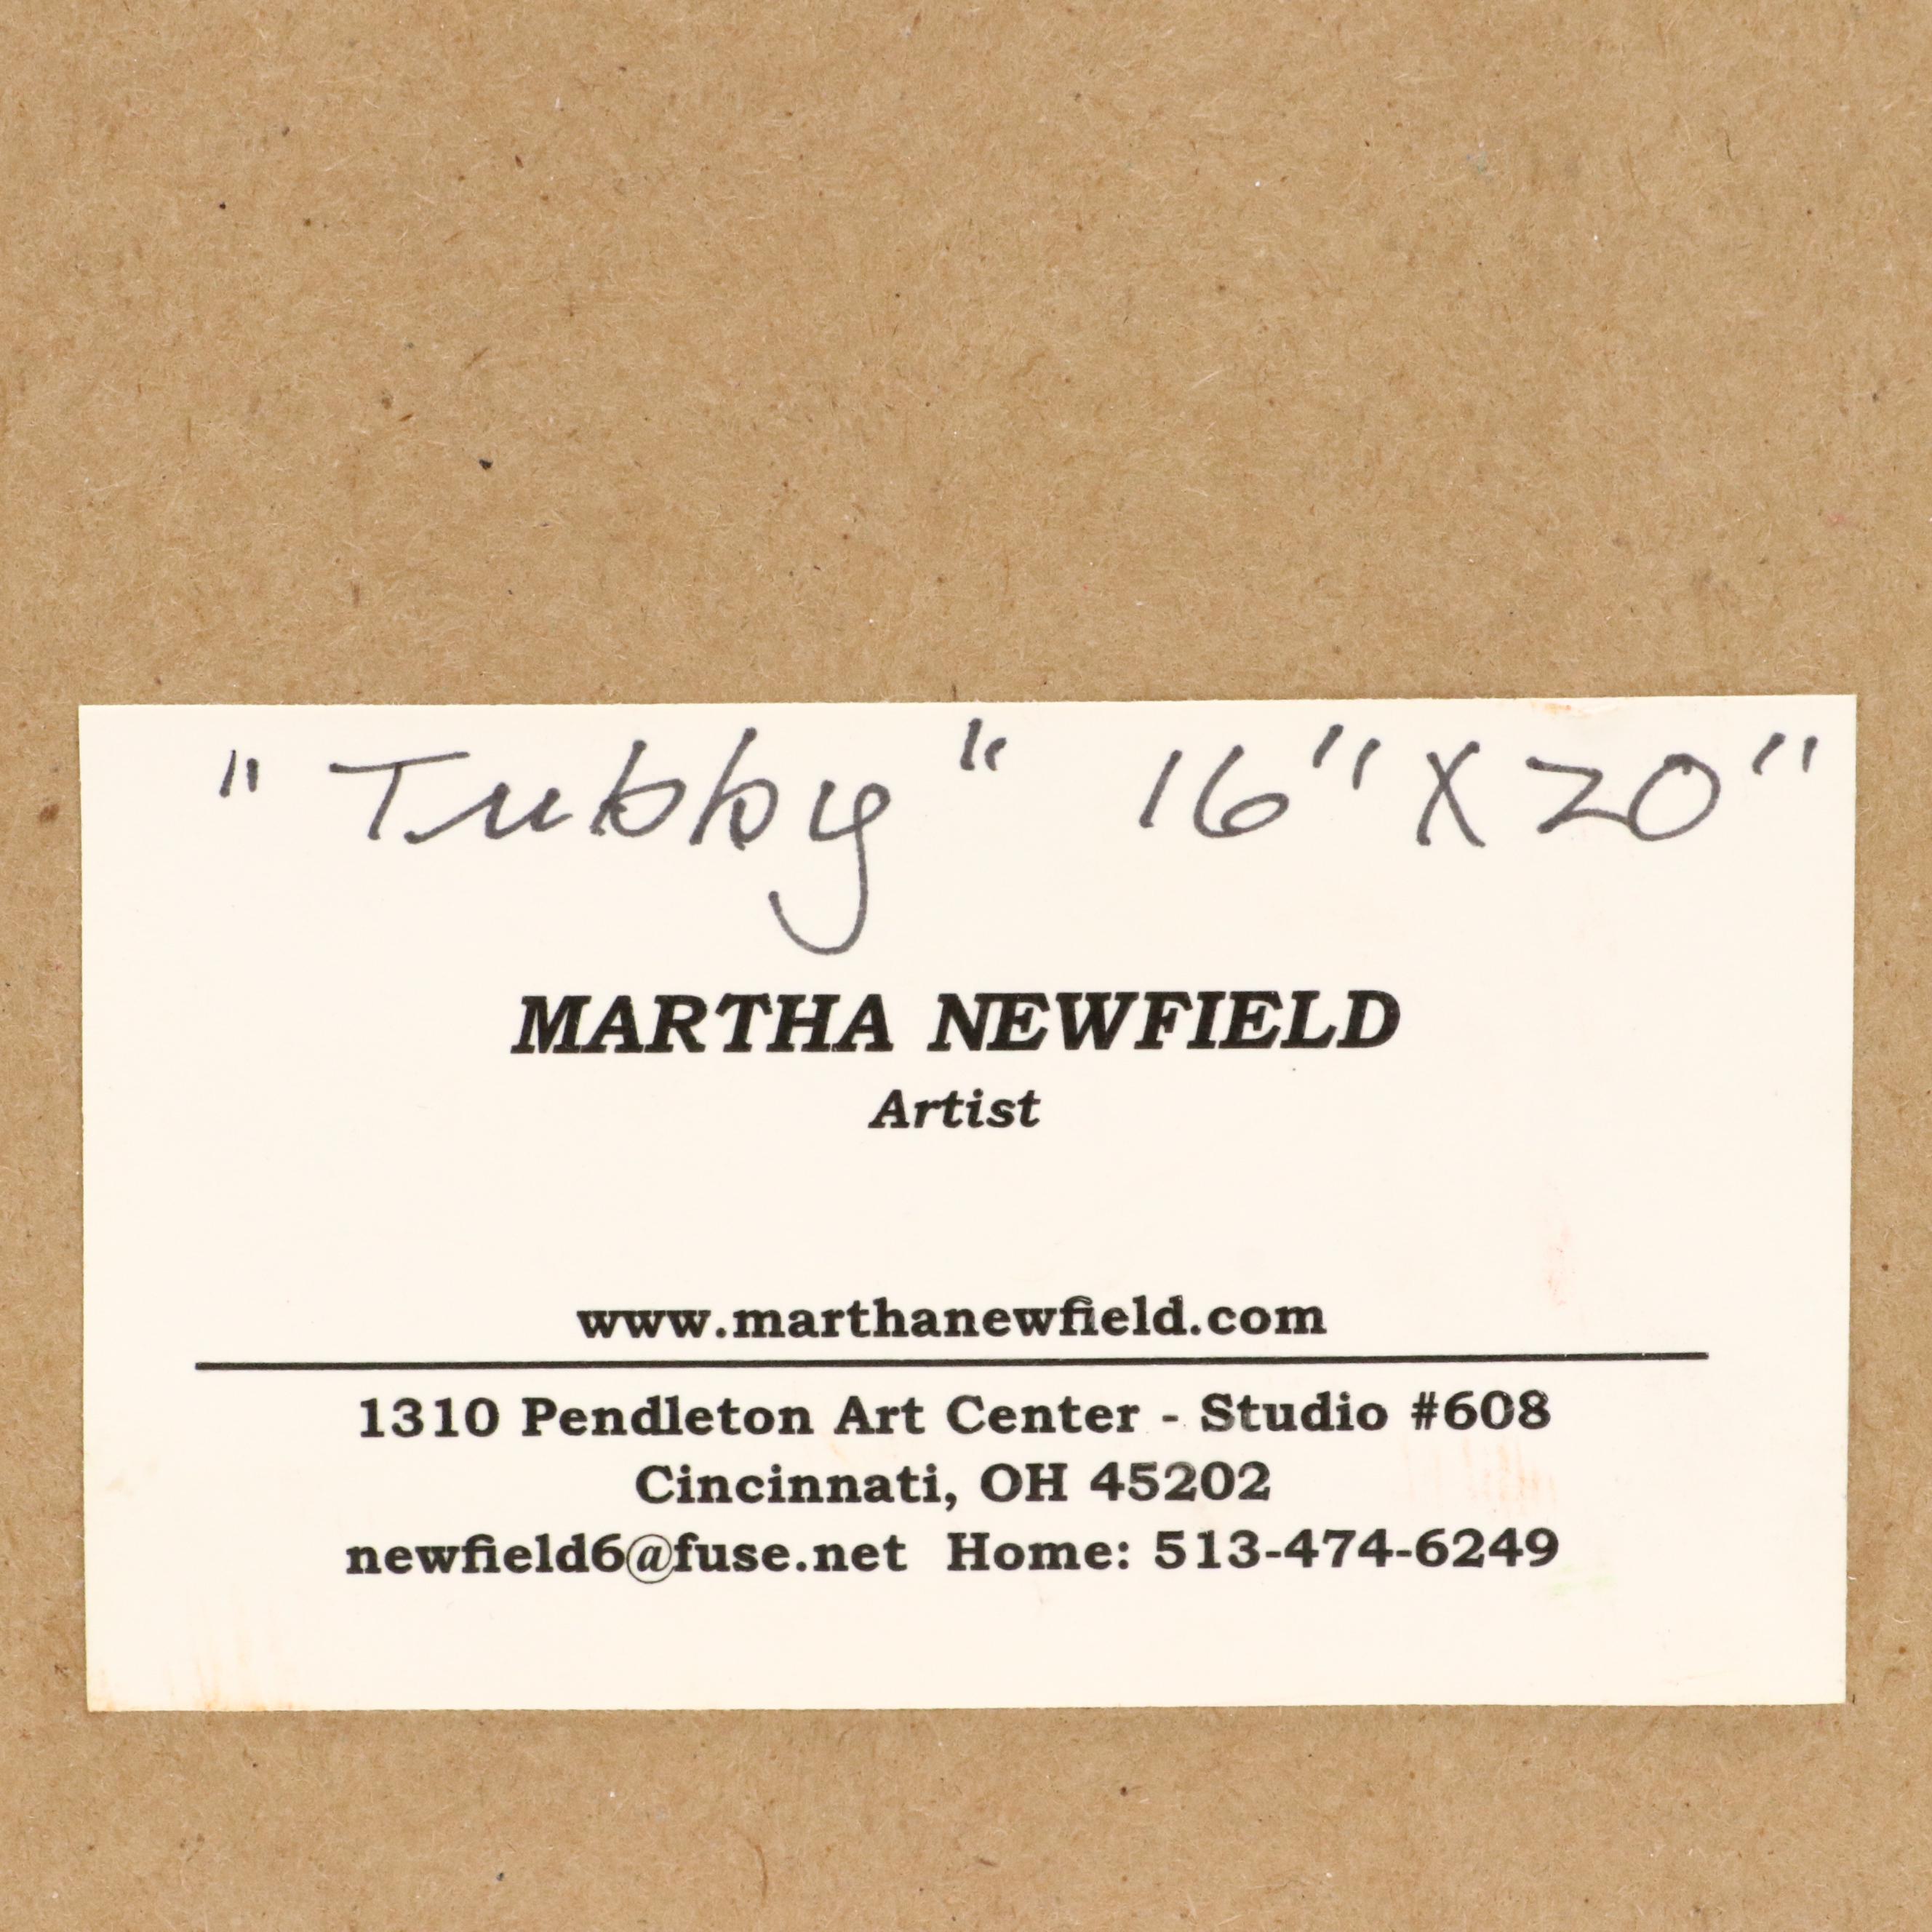 "Tubby" 16" X 20"
MARTHA NEWFIELD
Artist
www.marthanewfield.com
1310 Pendleton Art Center - Studio #608
Cincinnati, OH 45202
newfield6@fuse.net Home: 513-474-6249